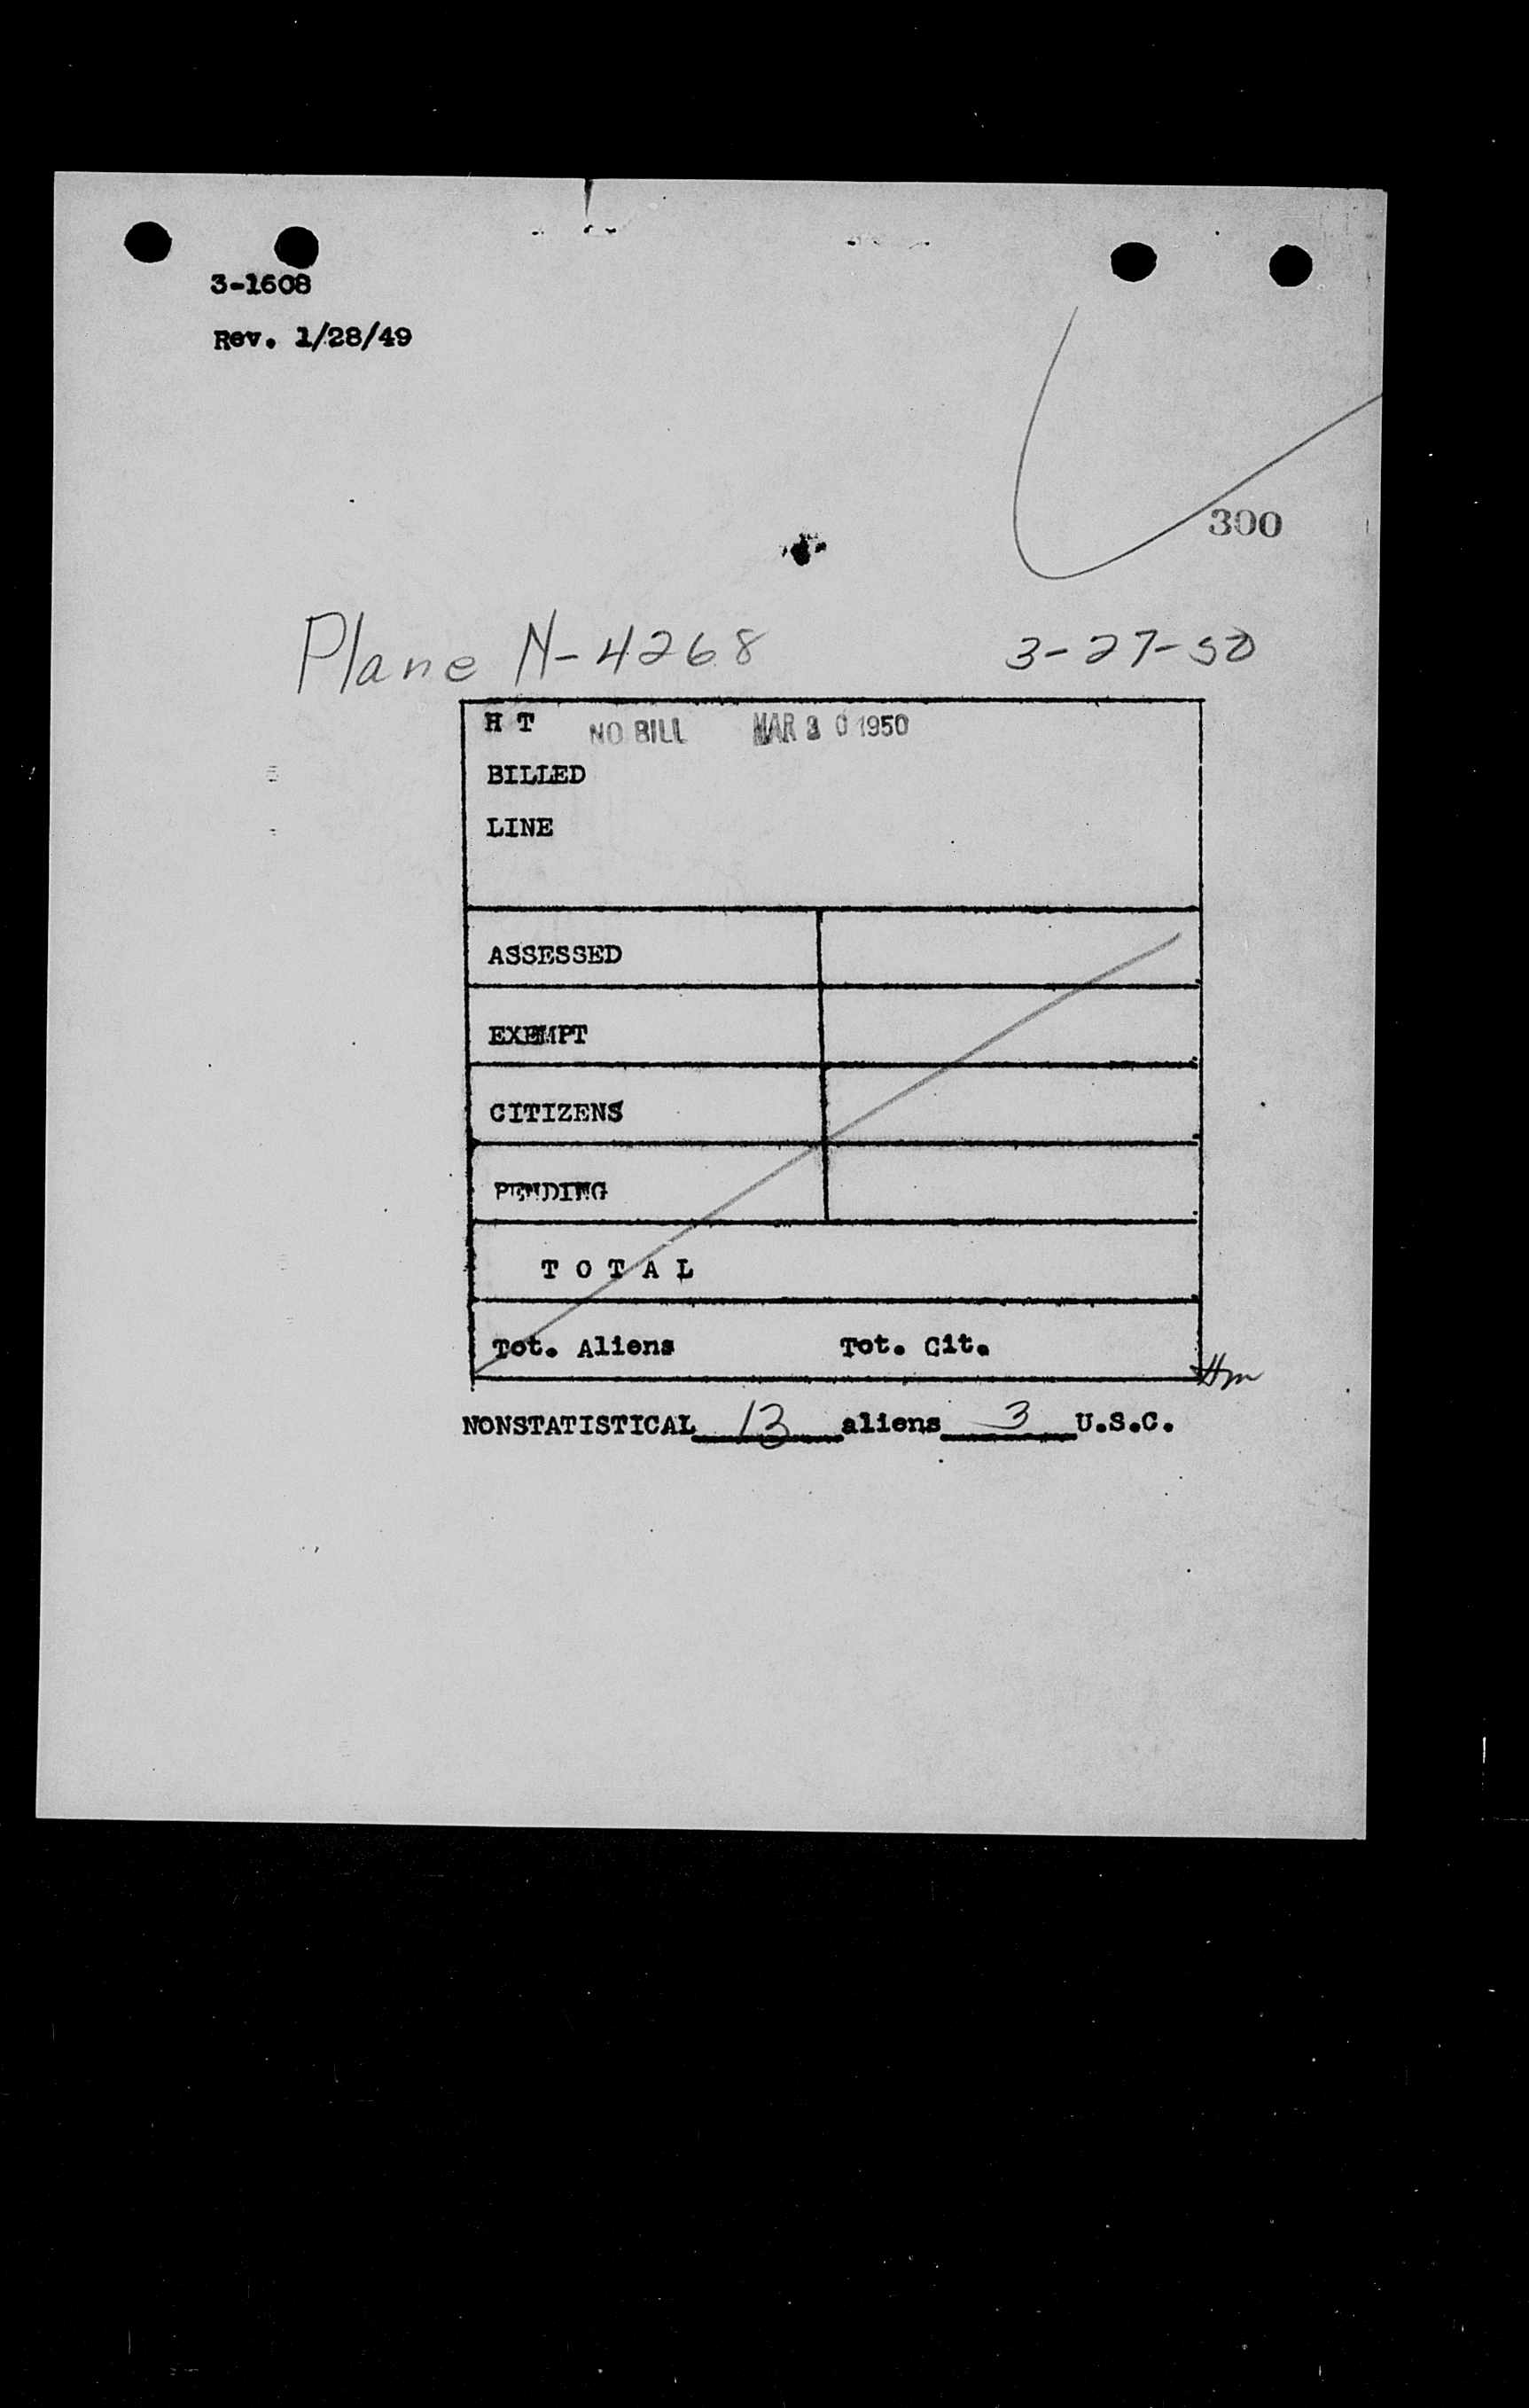 3-1608
Rev. 1/28/49
300
Plane N-4268 3-27-50
H T NO BILL MAR 30 1950
BILLED
LINE
ASSESSED
EXEMPT
CITIZENS
PENDING
T O T A L
Tot. Aliens Tot. Cit.
NONSTATISTICAL 13 aliens 3 U.S.C.